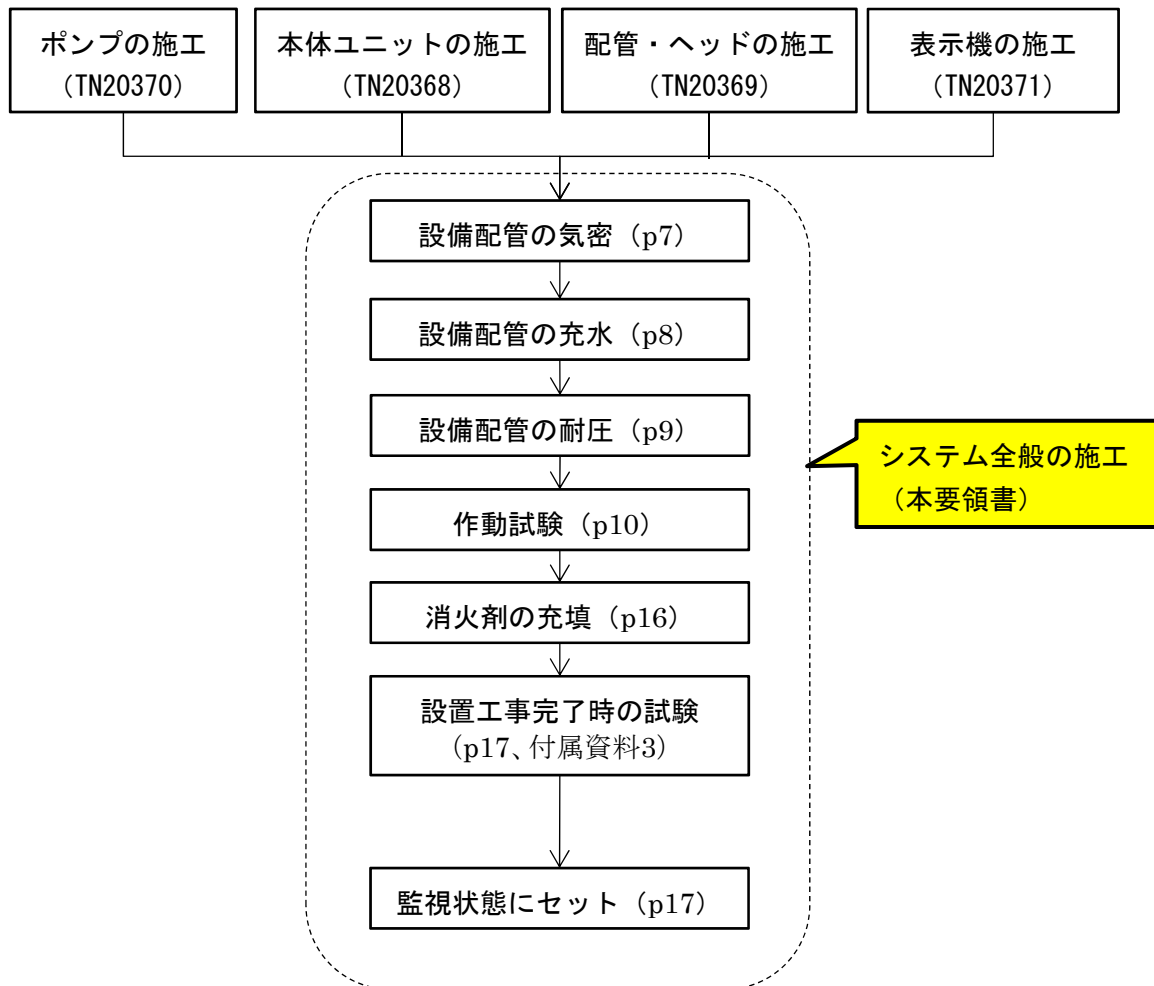 ポンプの施工
（TN20370）
本体ユニットの施工
（TN20368）
配管・ヘッドの施工
（TN20369）
表示機の施工
（TN20371）
設備配管の気密（p7）
設備配管の充水（p8）
設備配管の耐圧（p9）
作動試験（p10）
消火剤の充填（p16）
設置工事完了時の試験
（p17、付属資料3）
監視状態にセット（p17）
システム全般の施工
（本要領書）